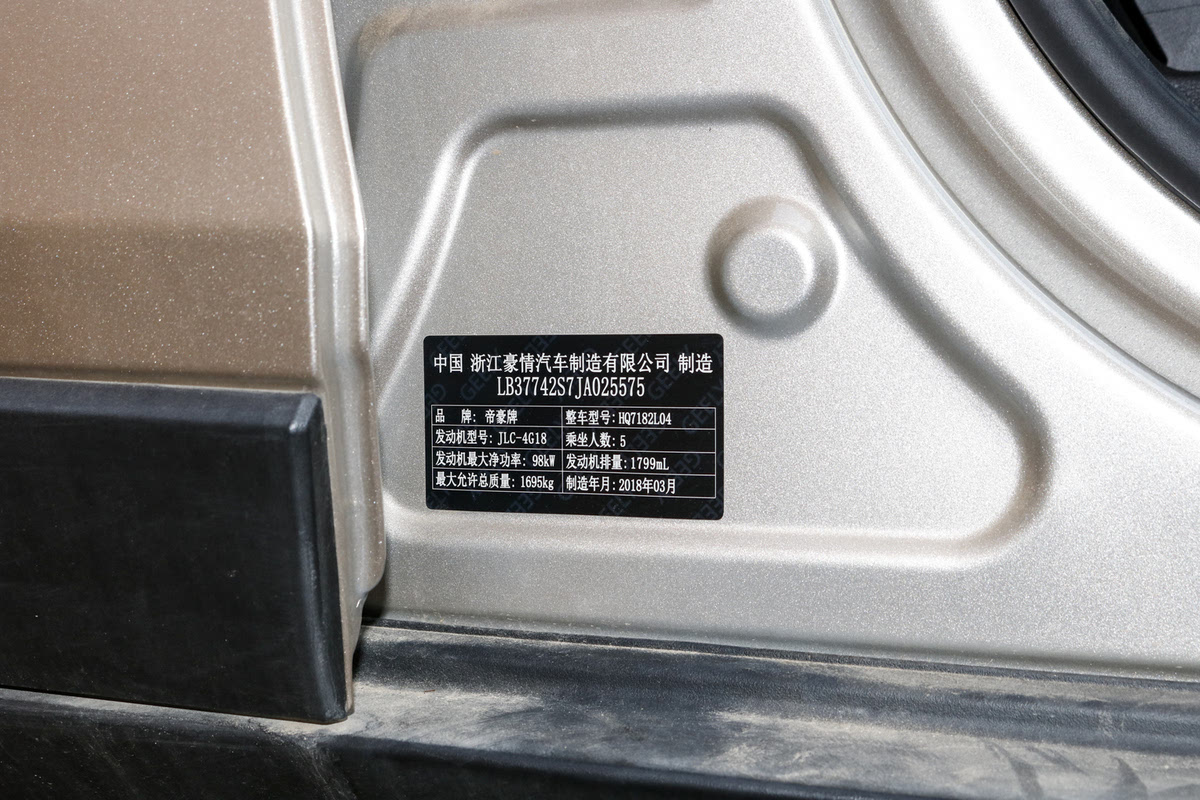 中国 浙江豪情汽车制造有限公司 制造
LB37742S7JA025575
品 牌: 帝豪牌 整车型号: HQ7182L04
发动机型号: JLC-4G18 乘坐人数: 5
发动机最大净功率: 98kW 发动机排量: 1799mL
最大允许总质量: 1695kg 制造年月: 2018年03月